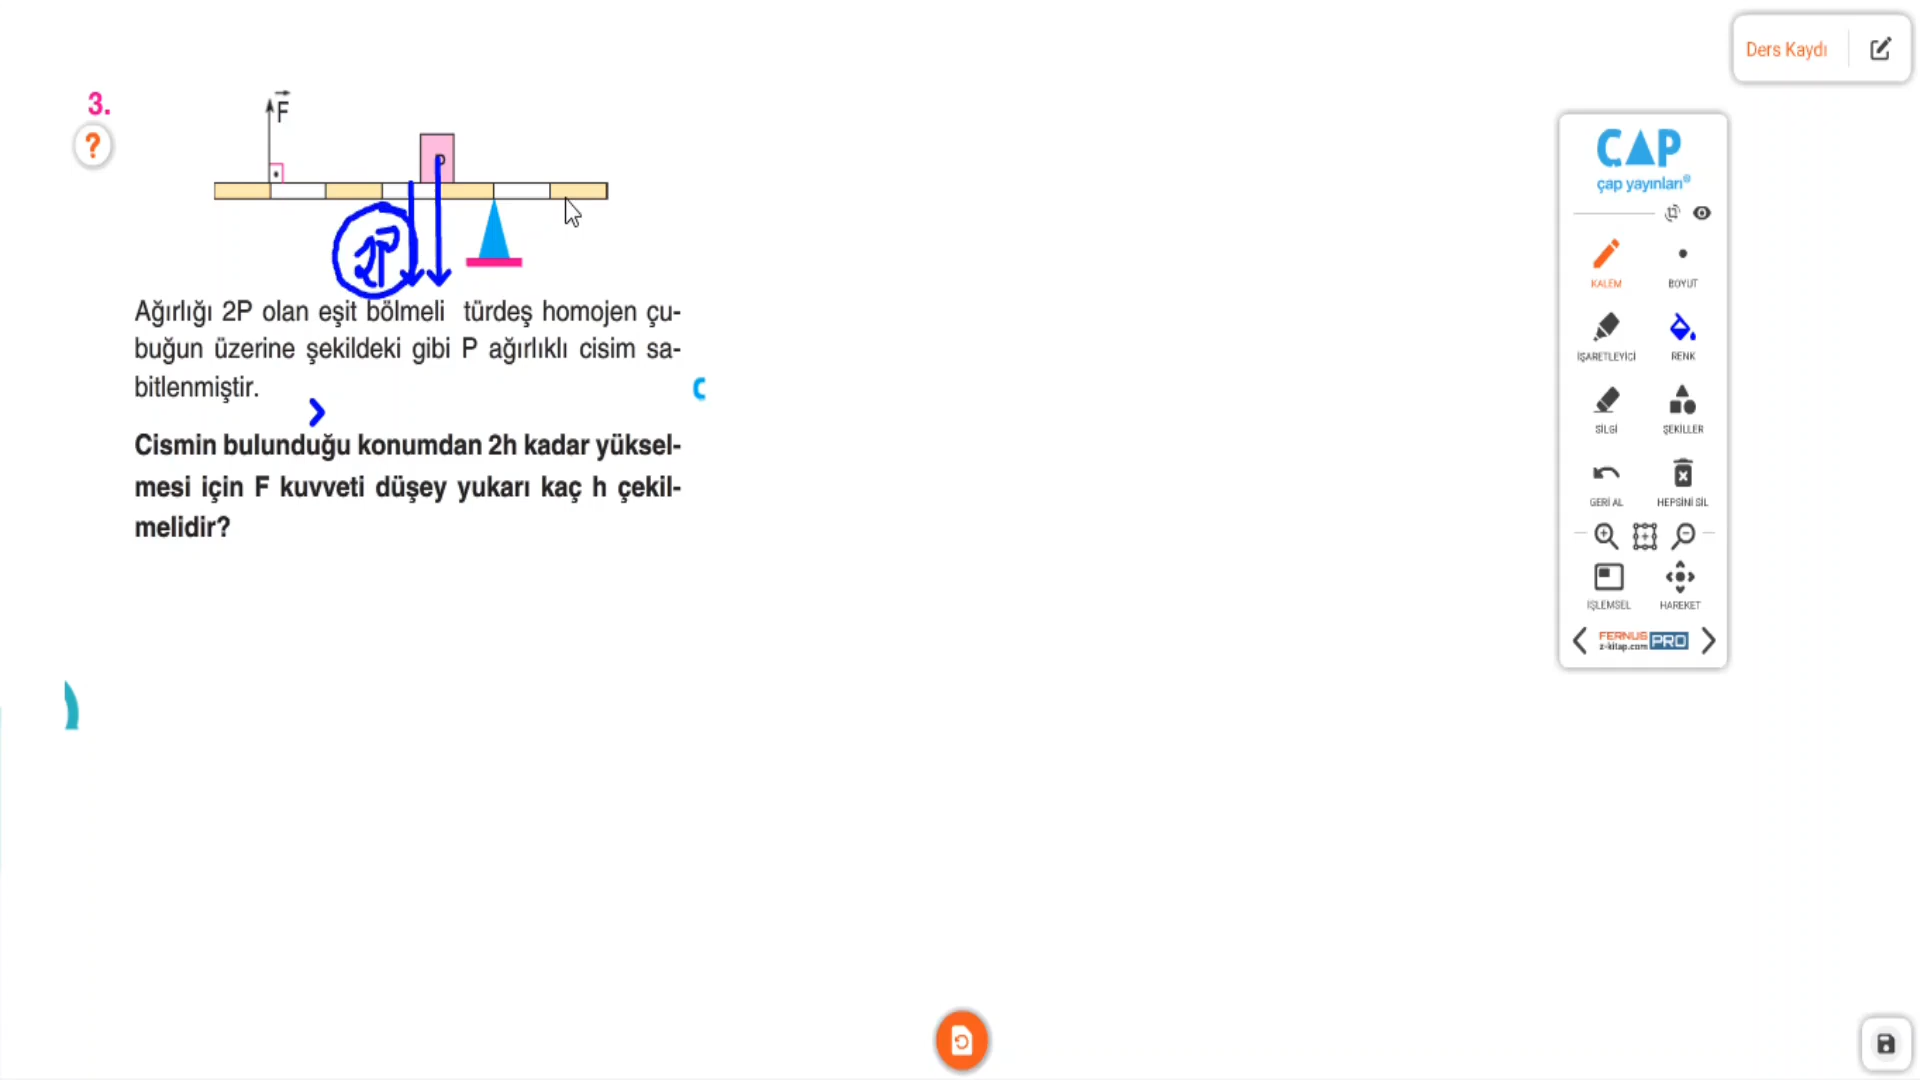 Ders Kaydı
3.
F
?
P
2P
Ağırlığı 2P olan eşit bölmeli türdeş homojen çu-
buğun üzerine şekildeki gibi P ağırlıklı cisim sa-
bitlenmiştir.
Cismin bulunduğu konumdan 2h kadar yüksel-
mesi için F kuvveti düşey yukarı kaç h çekil-
melidir?
ÇAP
çap yayınları®
KALEM
BOYUT
İŞARETLEYİCİ
RENK
SİLGİ
ŞEKİLLER
GERİ AL
HEPSİNİ SİL
İŞLEMSEL
HAREKET
FERNUS PRO
z-kitap.com